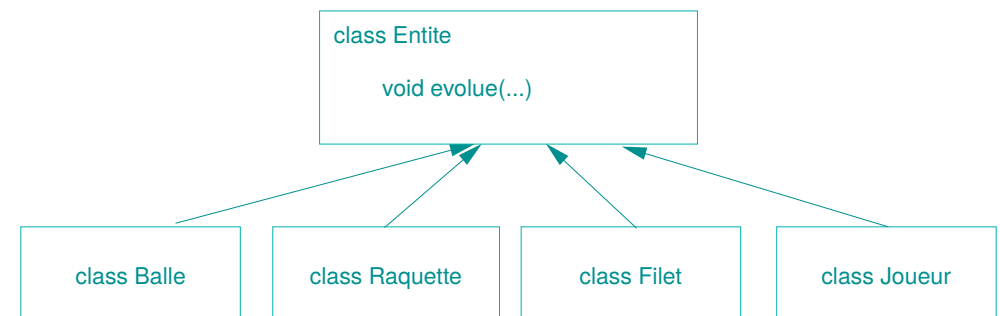 class Entite
void evolue(...)
class Balle
class Raquette
class Filet
class Joueur